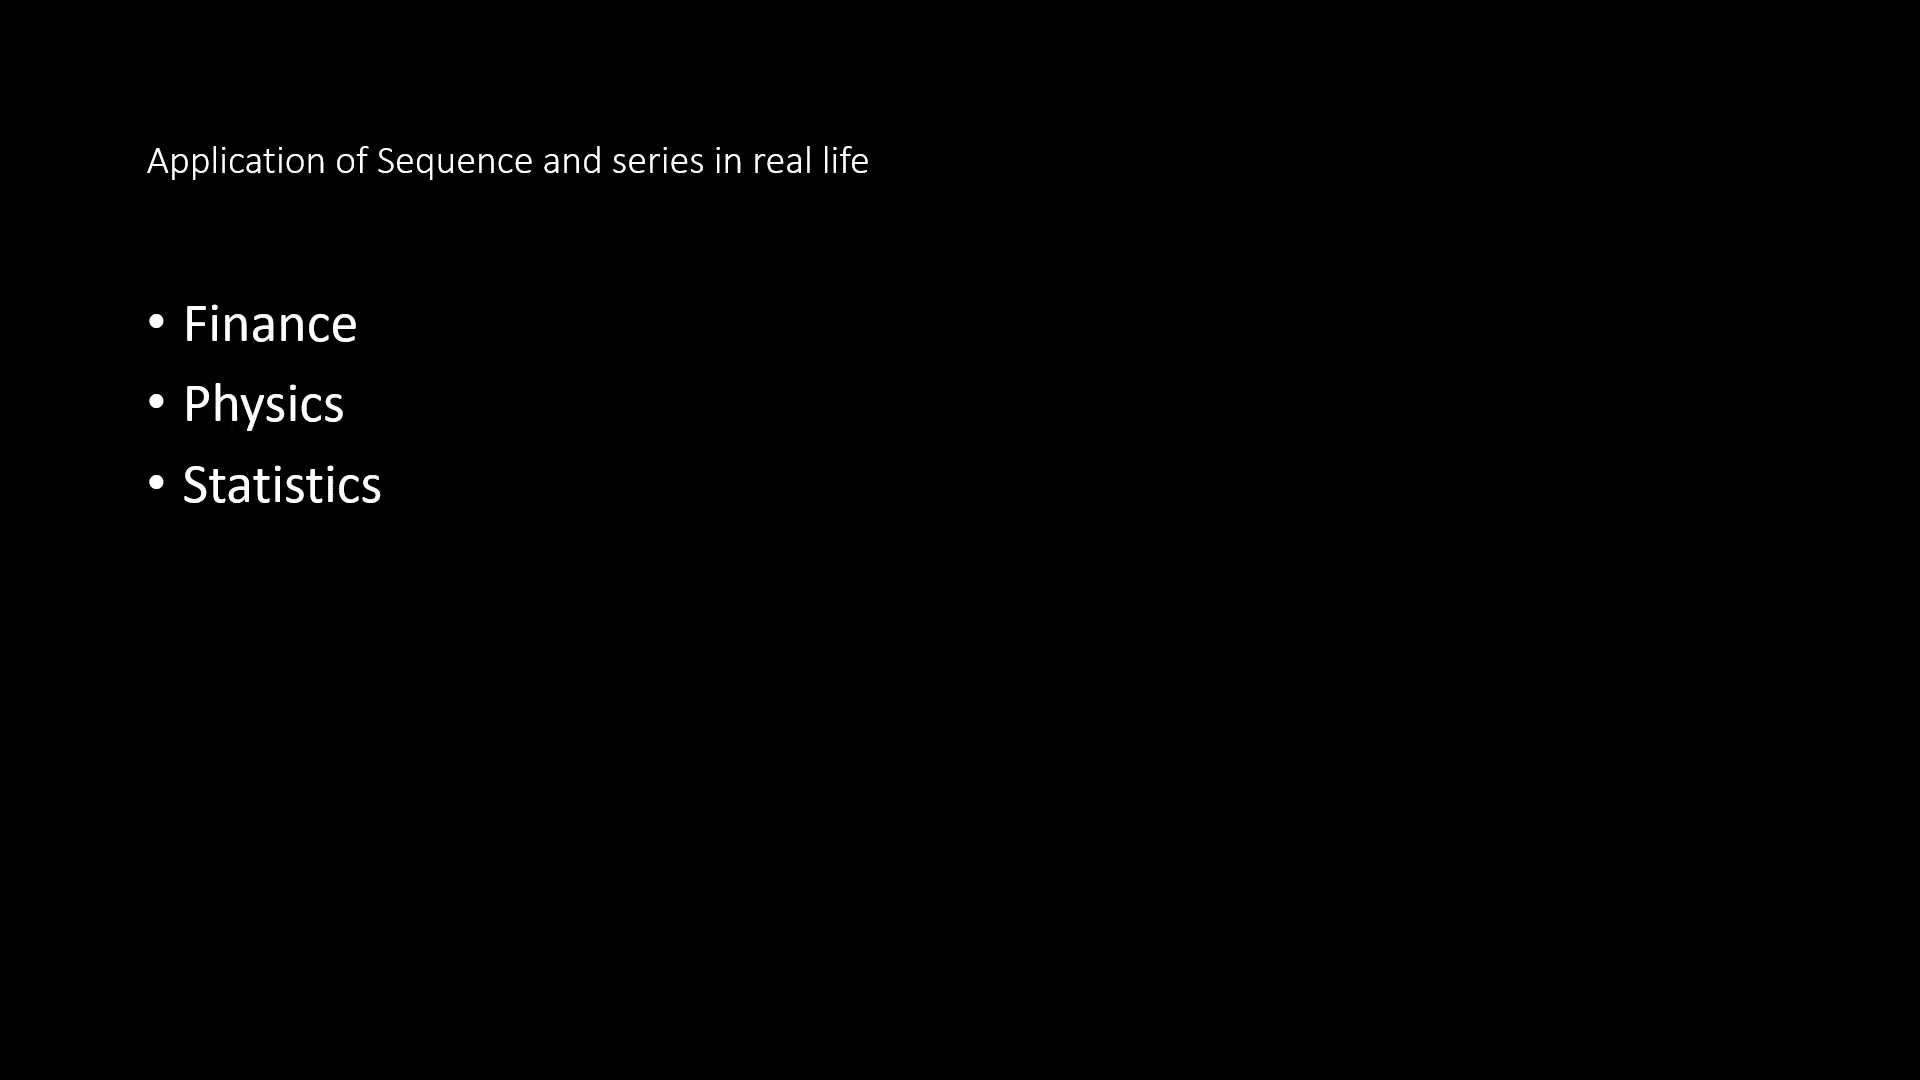 Application of Sequence and series in real life
• Finance
• Physics
• Statistics